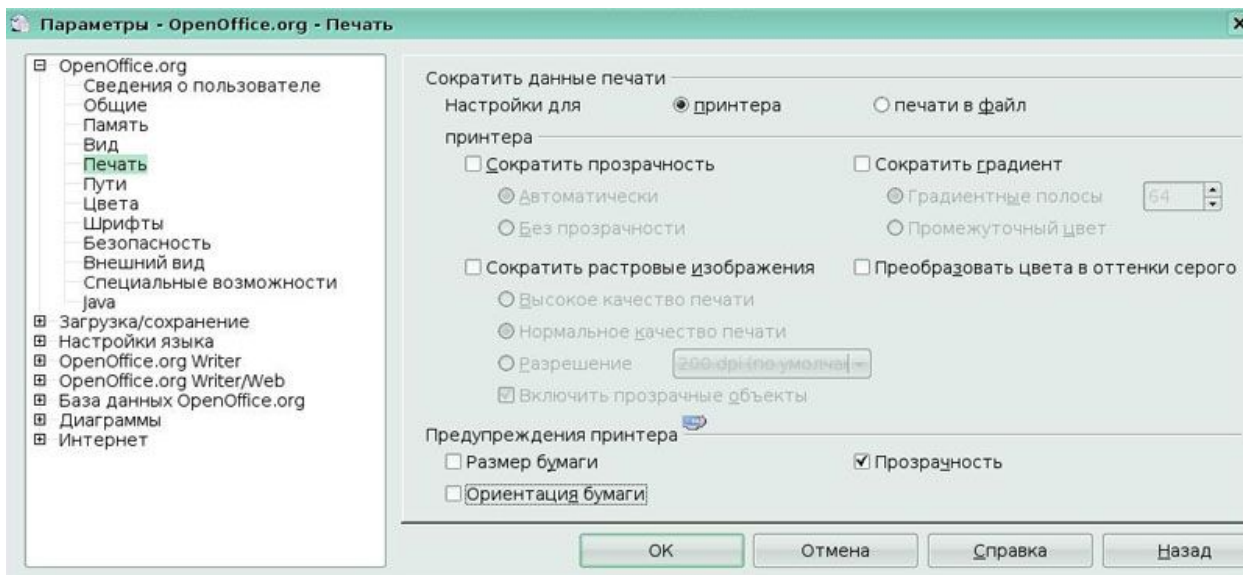 Параметры - OpenOffice.org - Печать
OpenOffice.org
Сведения о пользователе
Общие
Память
Вид
Печать
Пути
Цвета
Шрифты
Безопасность
Внешний вид
Специальные возможности
Java
Загрузка/сохранение
Настройки языка
OpenOffice.org Writer
OpenOffice.org Writer/Web
База данных OpenOffice.org
Диаграммы
Интернет
Сократить данные печати
Настройки для принтера печати в файл
принтера
Сократить прозрачность Сократить градиент
Автоматически Градиентные полосы 64
Без прозрачности Промежуточный цвет
Сократить растровые изображения Преобразовать цвета в оттенки серого
Высокое качество печати
Нормальное качество печати
Разрешение 200 dpi (по умолчан
Включить прозрачные объекты
Предупреждения принтера
Размер бумаги Прозрачность
Ориентация бумаги
OK Отмена Справка Назад